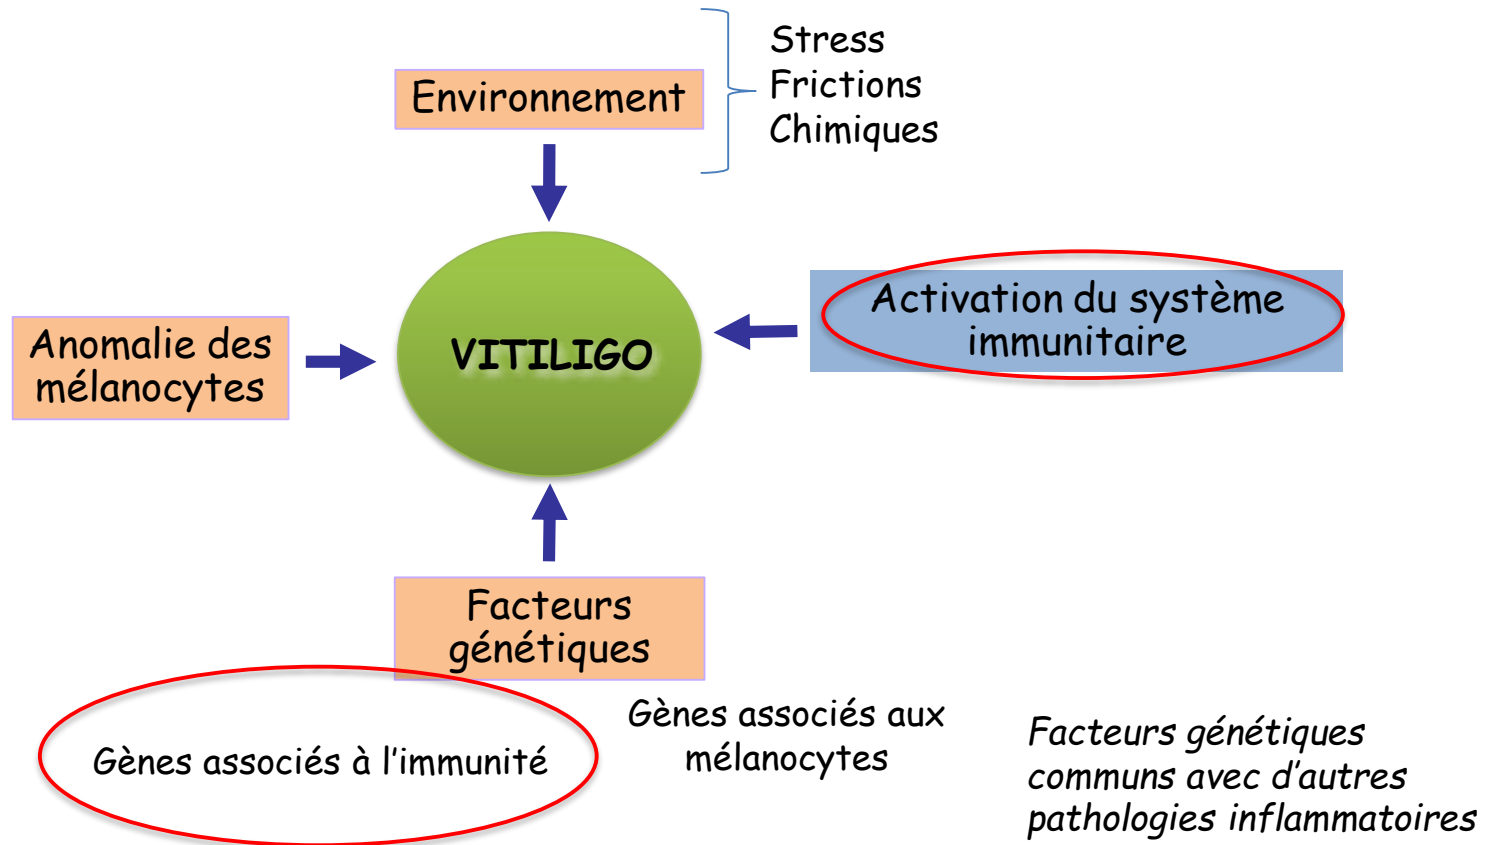 Environnement
Stress
Frictions
Chimiques
Activation du système
immunitaire
Anomalie des
mélanocytes
VITILIGO
Facteurs
génétiques
Gènes associés à l’immunité
Gènes associés aux
mélanocytes
Facteurs génétiques
communs avec d’autres
pathologies inflammatoires